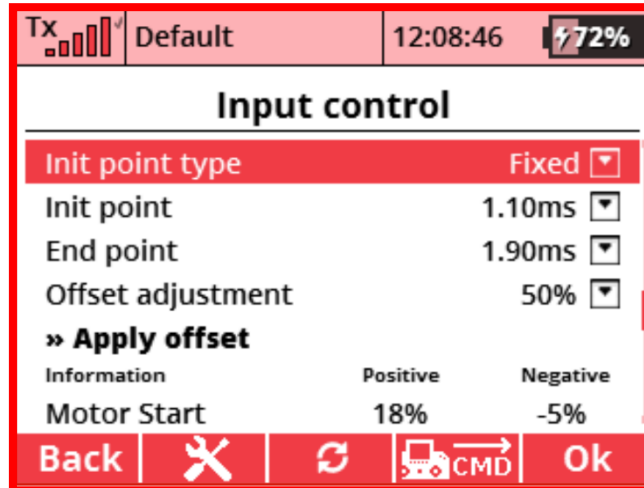 Tx Default 12:08:46 72%
Input control
Init point type Fixed
Init point 1.10ms
End point 1.90ms
Offset adjustment 50%
» Apply offset
Information Positive Negative
Motor Start 18% -5%
Back CMD Ok